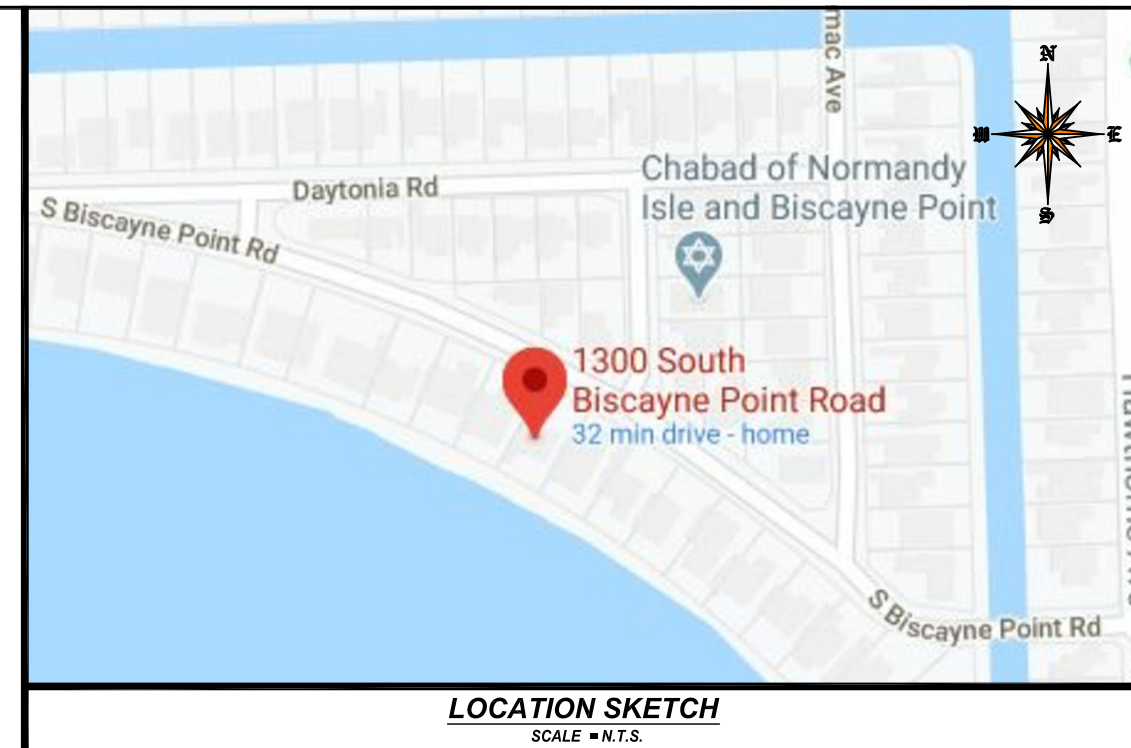 mac Ave
N
W
E
S
Chabad of Normandy
Isle and Biscayne Point
Daytonia Rd
S Biscayne Point Rd
1300 South
Biscayne Point Road
32 min drive - home
S Biscayne Point Rd
LOCATION SKETCH
SCALE = N.T.S.